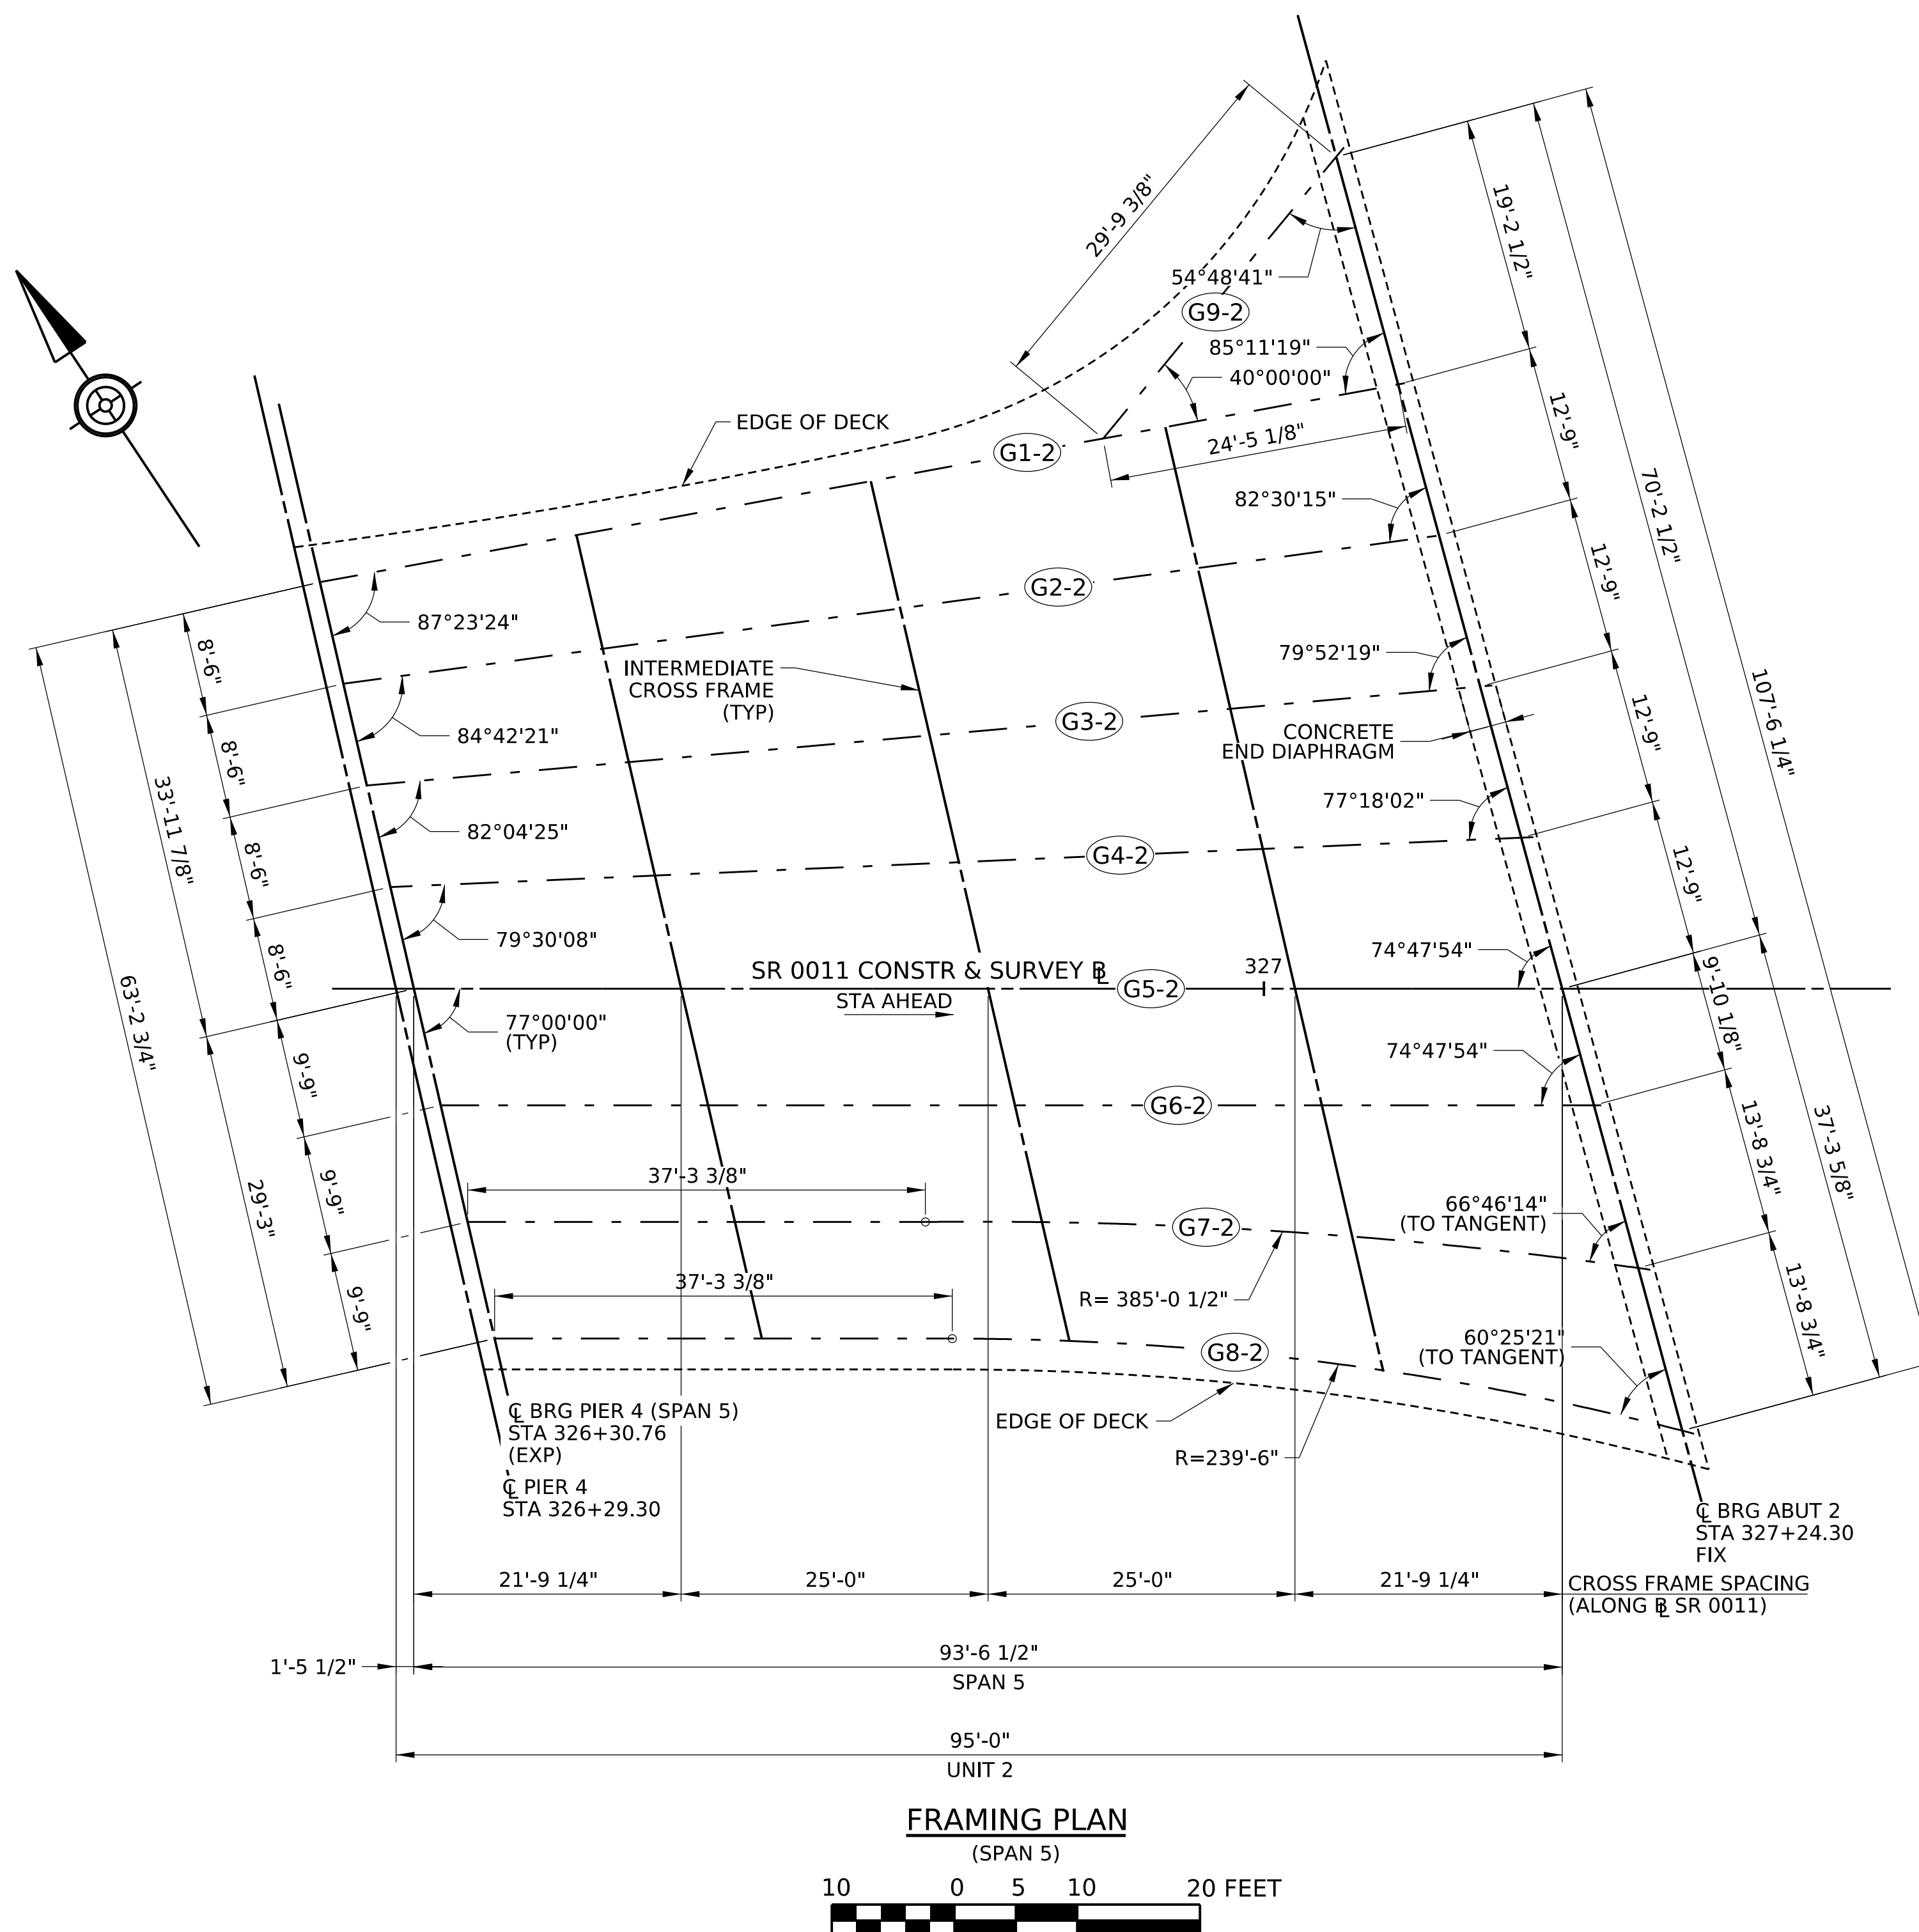 29'-9 3/8"
19'-2 1/2"
54°48'41"
G9-2
85°11'19"
40°00'00"
12'-9"
EDGE OF DECK
G1-2
24'-5 1/8"
82°30'15"
70'-2 1/2"
12'-9"
G2-2
87°23'24"
8'-6"
INTERMEDIATE
CROSS FRAME
(TYP)
79°52'19"
107'-6 1/4"
12'-9"
G3-2
CONCRETE
END DIAPHRAGM
84°42'21"
8'-6"
33'-11 7/8"
77°18'02"
82°04'25"
8'-6"
G4-2
12'-9"
79°30'08"
8'-6"
SR 0011 CONSTR & SURVEY BL
STA AHEAD
G5-2
327
74°47'54"
9'-10 1/8"
63'-2 3/4"
77°00'00"
(TYP)
74°47'54"
9'-9"
G6-2
13'-8 3/4"
37'-3 5/8"
9'-9"
29'-3"
37'-3 3/8"
G7-2
66°46'14"
(TO TANGENT)
37'-3 3/8"
R= 385'-0 1/2"
13'-8 3/4"
9'-9"
G8-2
60°25'21"
(TO TANGENT)
CL BRG PIER 4 (SPAN 5)
STA 326+30.76
(EXP)
EDGE OF DECK
R=239'-6"
CL PIER 4
STA 326+29.30
CL BRG ABUT 2
STA 327+24.30
FIX
21'-9 1/4"
25'-0"
25'-0"
21'-9 1/4"
CROSS FRAME SPACING
(ALONG BL SR 0011)
1'-5 1/2"
93'-6 1/2"
SPAN 5
95'-0"
UNIT 2
FRAMING PLAN
(SPAN 5)
10 0 5 10 20 FEET